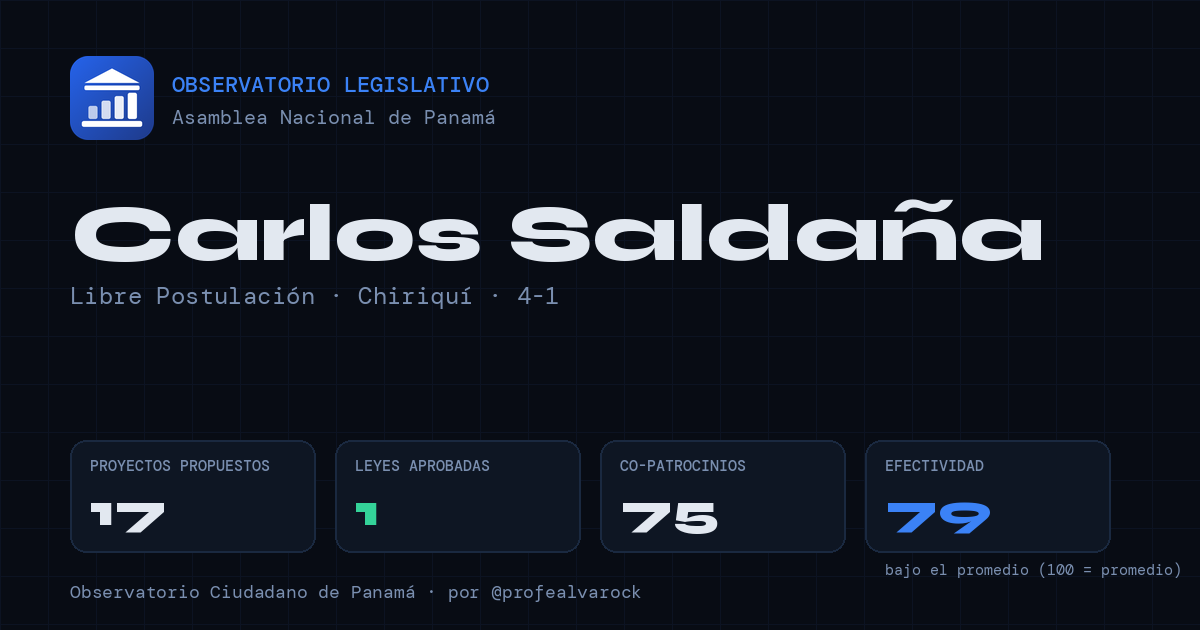 OBSERVATORIO LEGISLATIVO
Asamblea Nacional de Panamá
Carlos Saldaña
Libre Postulación · Chiriquí · 4-1
PROYECTOS PROPUESTOS
17
LEYES APROBADAS
1
CO-PATROCINIOS
75
EFECTIVIDAD
79
bajo el promedio (100 = promedio)
Observatorio Ciudadano de Panamá · por @profealvarock